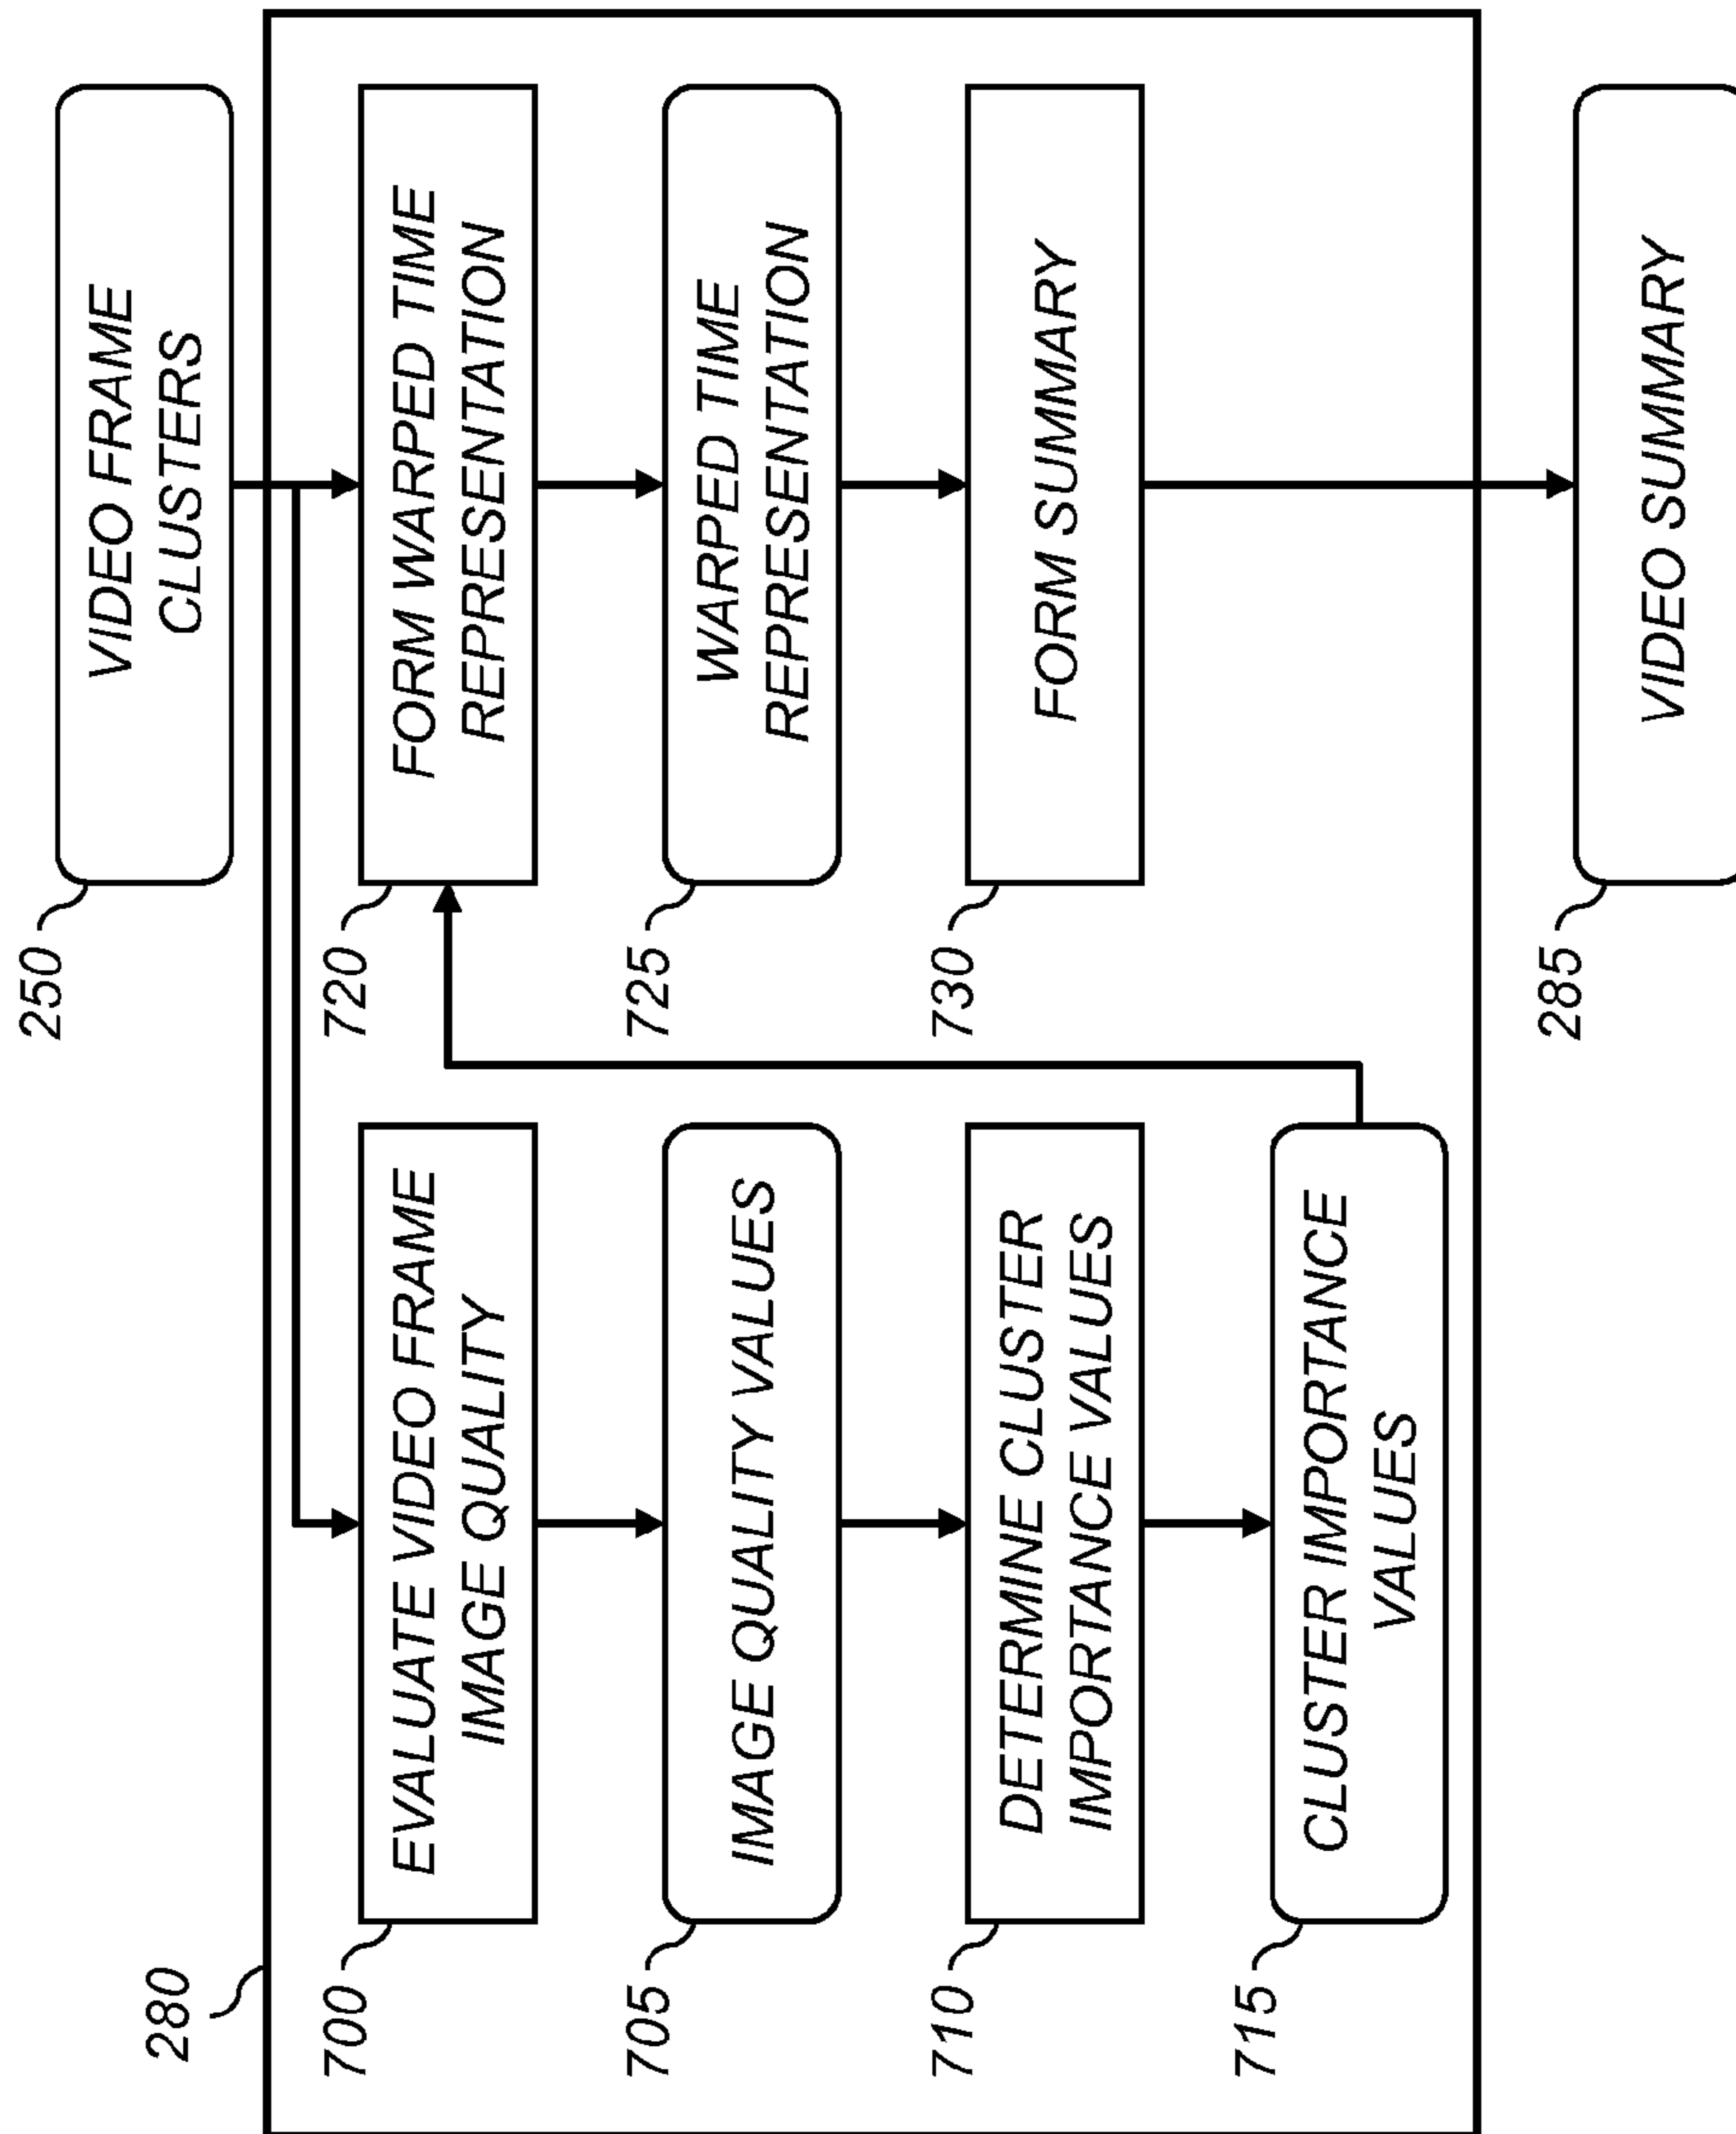 250
VIDEO FRAME
CLUSTERS
280
700
EVALUATE VIDEO FRAME
IMAGE QUALITY
705
IMAGE QUALITY VALUES
710
DETERMINE CLUSTER
IMPORTANCE VALUES
715
CLUSTER IMPORTANCE
VALUES
720
FORM WARPED TIME
REPRESENTATION
725
WARPED TIME
REPRESENTATION
730
FORM SUMMARY
285
VIDEO SUMMARY